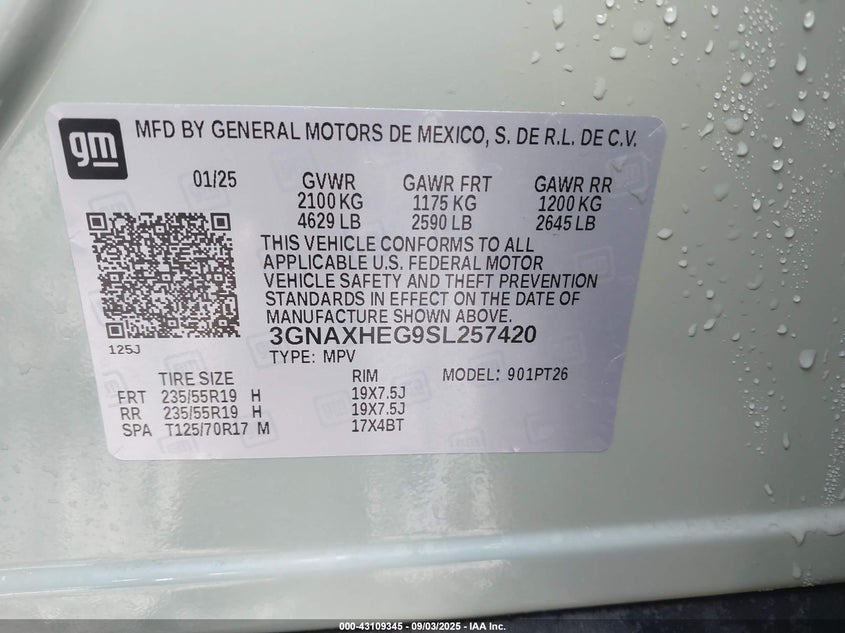 gm
MFD BY GENERAL MOTORS DE MEXICO, S. DE R.L. DE C.V.
01/25 GVWR GAWR FRT GAWR RR
2100 KG 1175 KG 1200 KG
4629 LB 2590 LB 2645 LB
THIS VEHICLE CONFORMS TO ALL
APPLICABLE U.S. FEDERAL MOTOR
VEHICLE SAFETY AND THEFT PREVENTION
STANDARDS IN EFFECT ON THE DATE OF
MANUFACTURE SHOWN ABOVE.
3GNAXHEG9SL257420
125J
TYPE: MPV
TIRE SIZE RIM MODEL: 901PT26
FRT 235/55R19 H 19X7.5J
RR 235/55R19 H 19X7.5J
SPA T125/70R17 M 17X4BT
000-43109345 - 09/03/2025 - IAA Inc.